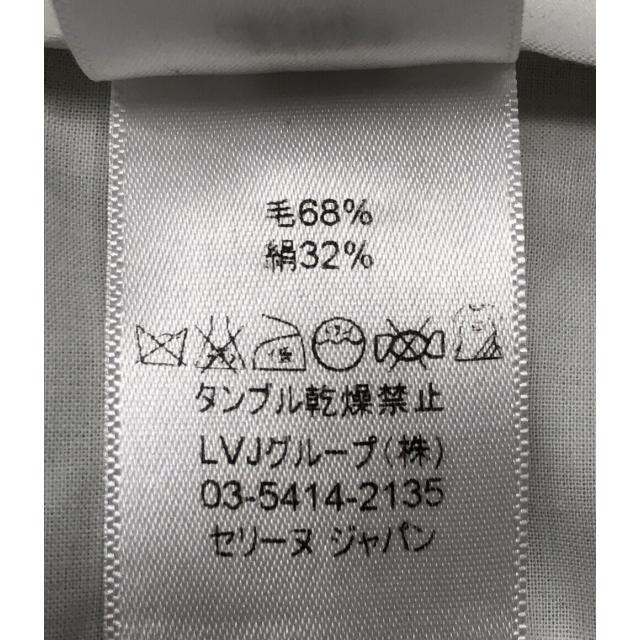 毛68%
絹32%
タンブル乾燥禁止
LVJグループ(株)
03-5414-2135
セリーヌ ジャパン